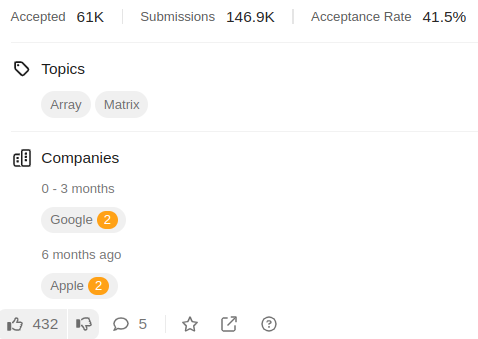 Accepted 61K Submissions 146.9K Acceptance Rate 41.5%
Topics
Array Matrix
Companies
0 - 3 months
Google 2
6 months ago
Apple 2
432 5